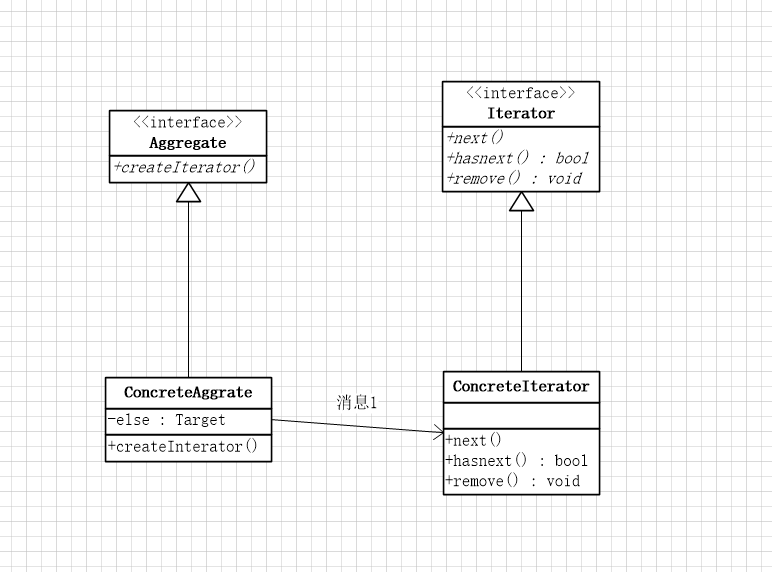 <<interface>>
Aggregate
+createIterator()
<<interface>>
Iterator
+next()
+hasnext() : bool
+remove() : void
ConcreteAggrate
-else : Target
+createInterator()
消息1
ConcreteIterator
+next()
+hasnext() : bool
+remove() : void